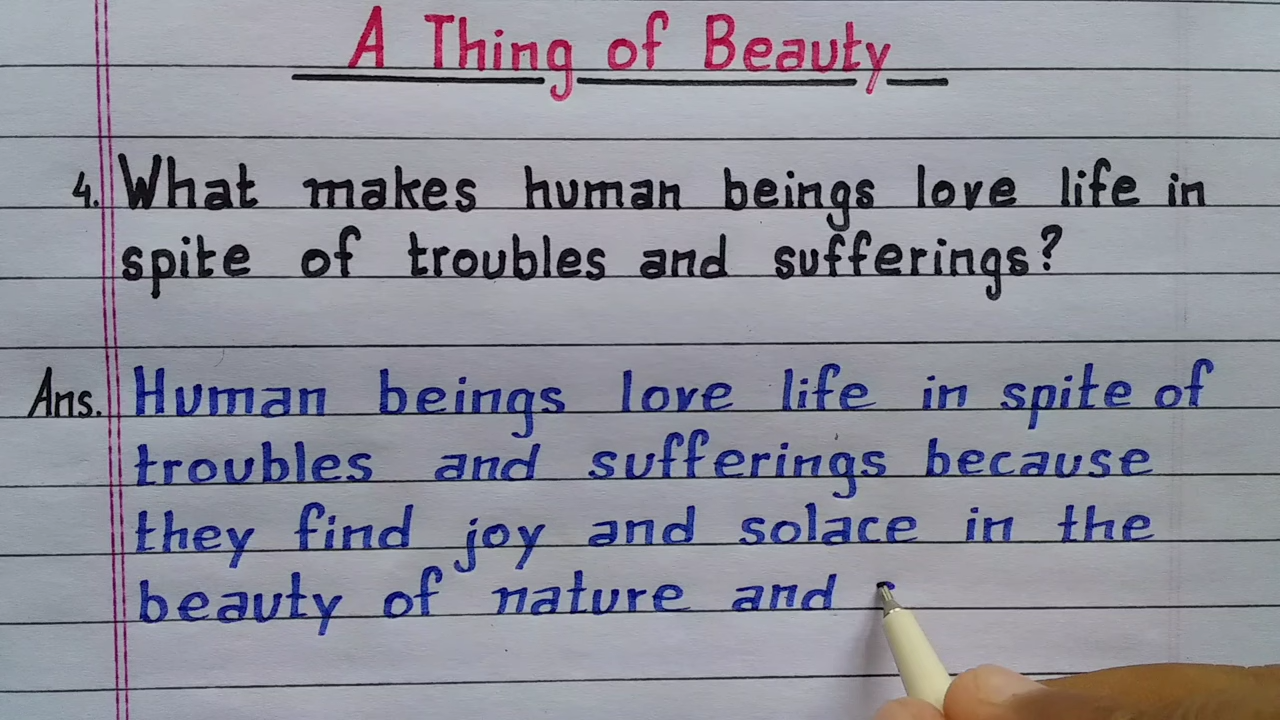 A Thing of Beauty
4. What makes human beings love life in
spite of troubles and sufferings?
Ans. Human beings love life in spite of
troubles and sufferings because
they find joy and solace in the
beauty of nature and